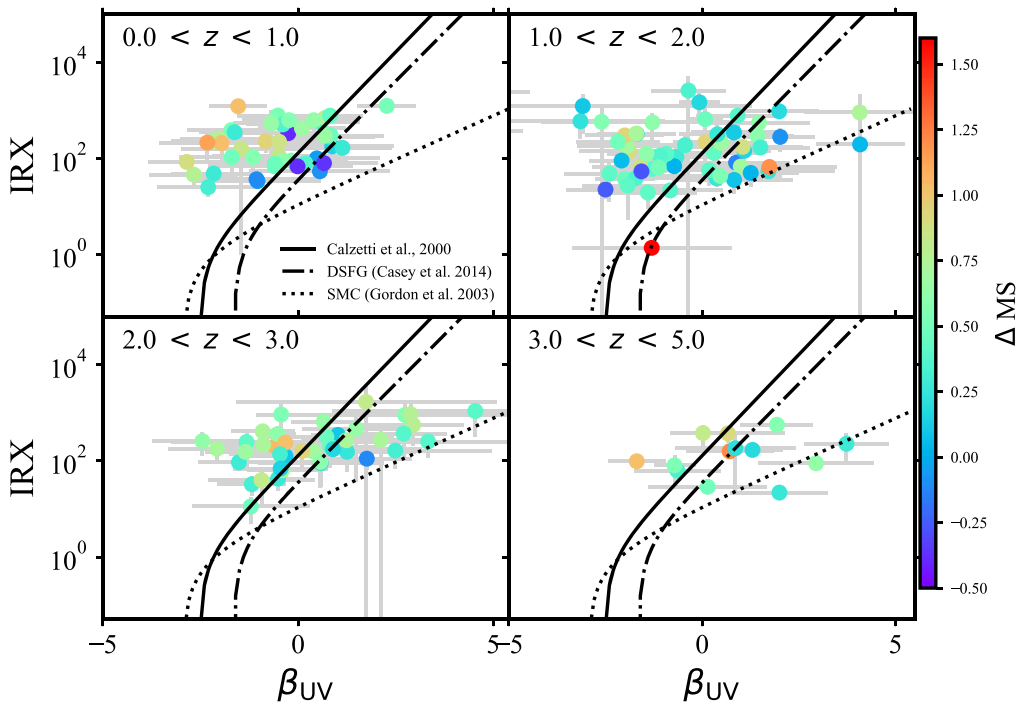 0.0 < z < 1.0
1.0 < z < 2.0
10^4
10^2
10^0
IRX
Calzetti et al., 2000
DSFG (Casey et al. 2014)
SMC (Gordon et al. 2003)
2.0 < z < 3.0
3.0 < z < 5.0
10^4
10^2
10^0
IRX
−5
0
5
−5
0
5
β_UV
β_UV
1.50
1.25
1.00
0.75
0.50
0.25
0.00
−0.25
−0.50
Δ MS